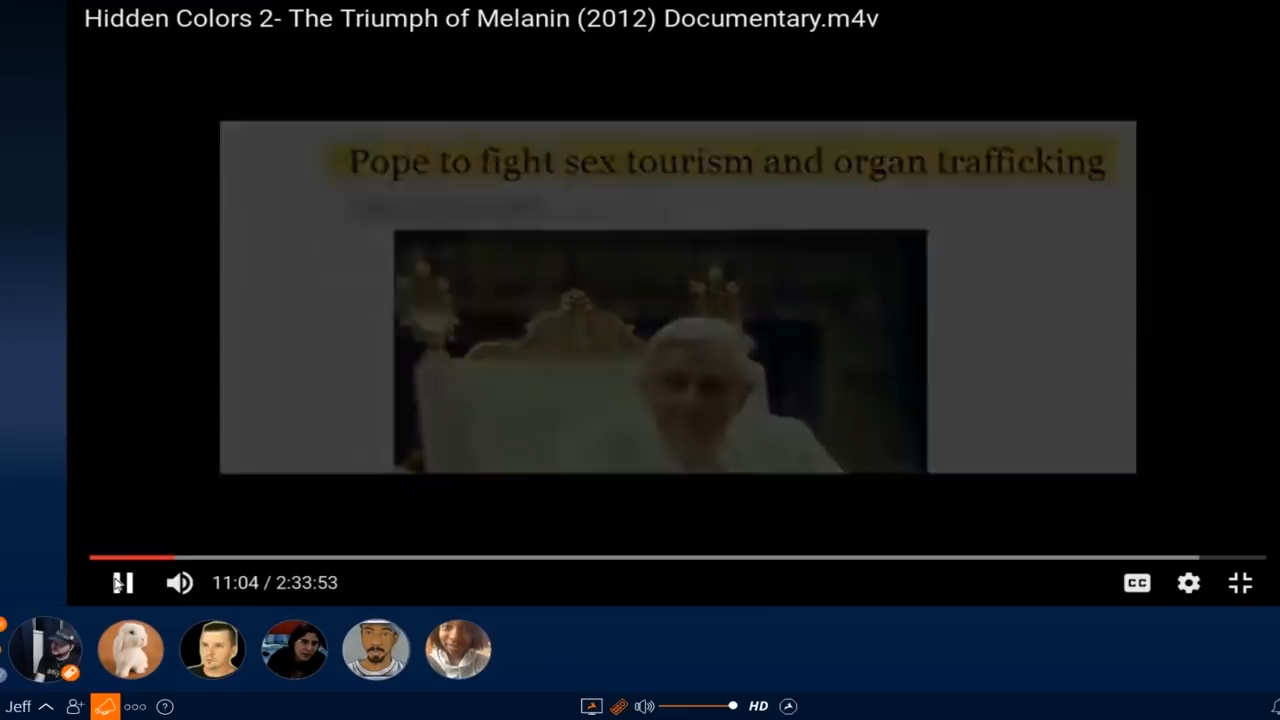 Hidden Colors 2- The Triumph of Melanin (2012) Documentary.m4v
Pope to fight sex tourism and organ trafficking
11:04 / 2:33:53
CC
Jeff
HD